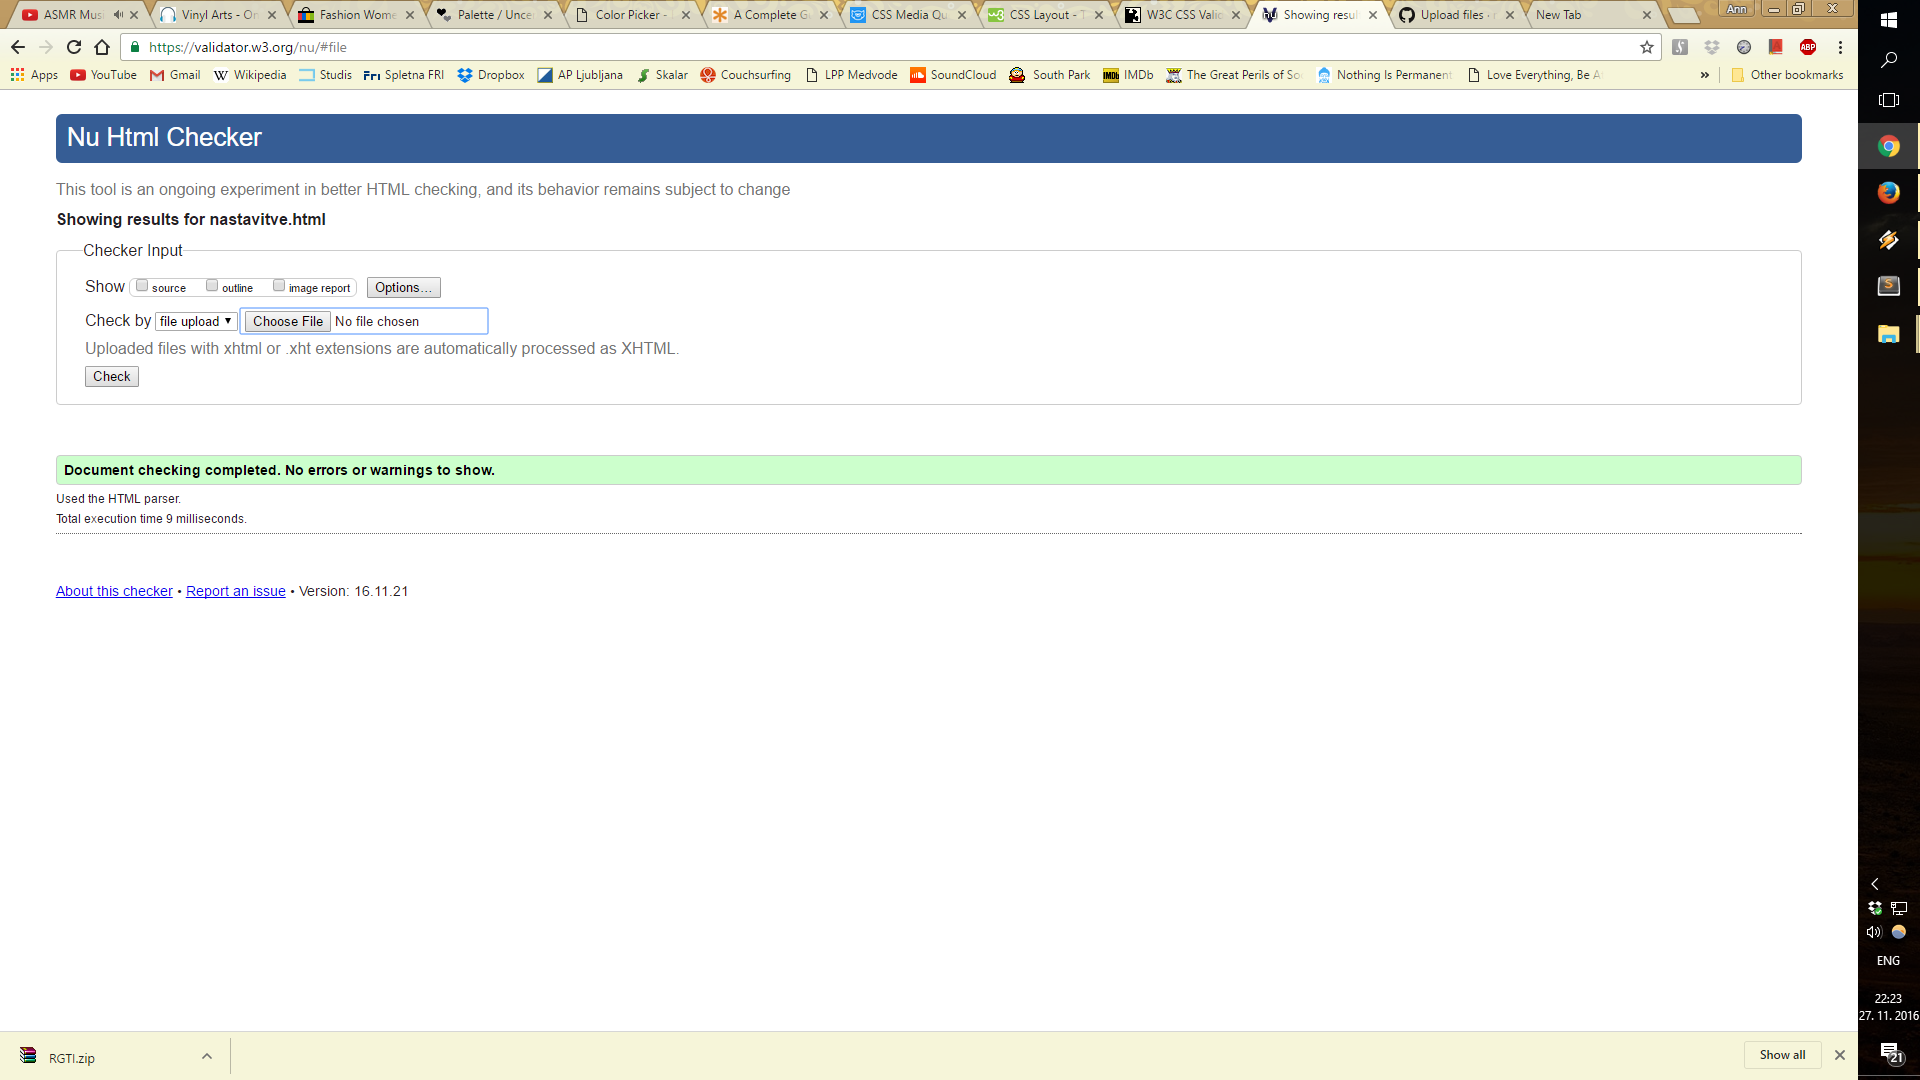 ASMR Mus
Vinyl Arts - On
Fashion Wome
Palette / Unce
Color Picker -
A Complete G
CSS Media Qu
CSS Layout - T
W3C CSS Valid
Showing resul
Upload files ·
New Tab
Ann
https://validator.w3.org/nu/#file
Apps
YouTube
Gmail
Wikipedia
Studis
Fri Spletna FRI
Dropbox
AP Ljubljana
Skalar
Couchsurfing
LPP Medvode
SoundCloud
South Park
IMDb
The Great Perils of So
Nothing Is Permanent
Love Everything, Be A
»
Other bookmarks
Nu Html Checker
This tool is an ongoing experiment in better HTML checking, and its behavior remains subject to change
Showing results for nastavitve.html
Checker Input
Show source outline image report Options...
Check by file upload Choose File No file chosen
Uploaded files with xhtml or .xht extensions are automatically processed as XHTML.
Check
Document checking completed. No errors or warnings to show.
Used the HTML parser.
Total execution time 9 milliseconds.
About this checker • Report an issue • Version: 16.11.21
ENG
22:23
27. 11. 2016
21
RGTI.zip
Show all